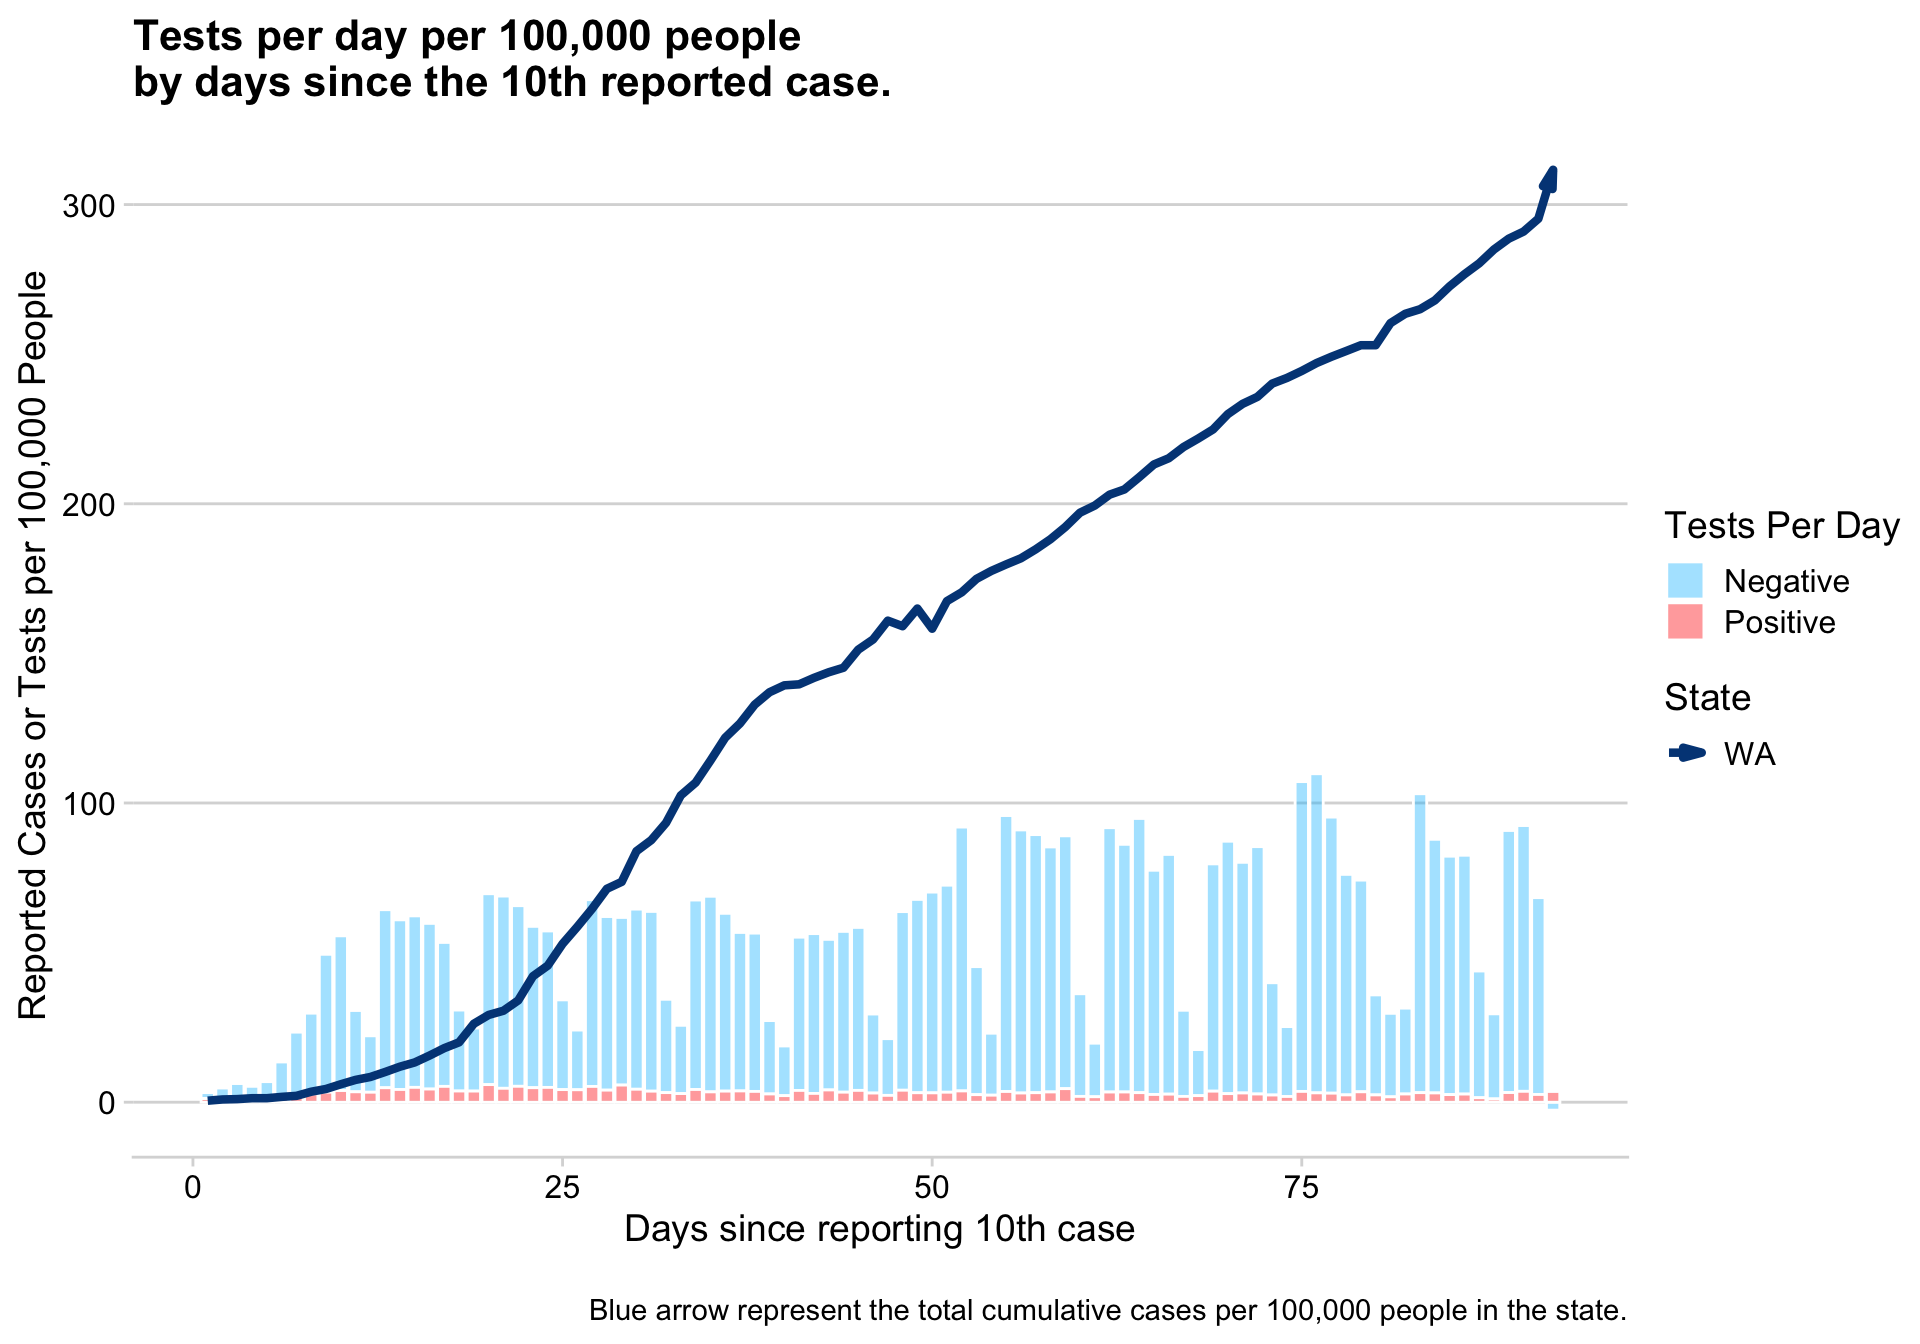 Tests per day per 100,000 people
by days since the 10th reported case.
Reported Cases or Tests per 100,000 People
300
200
100
0
0
25
50
75
Days since reporting 10th case
Tests Per Day
Negative
Positive
State
WA
Blue arrow represent the total cumulative cases per 100,000 people in the state.